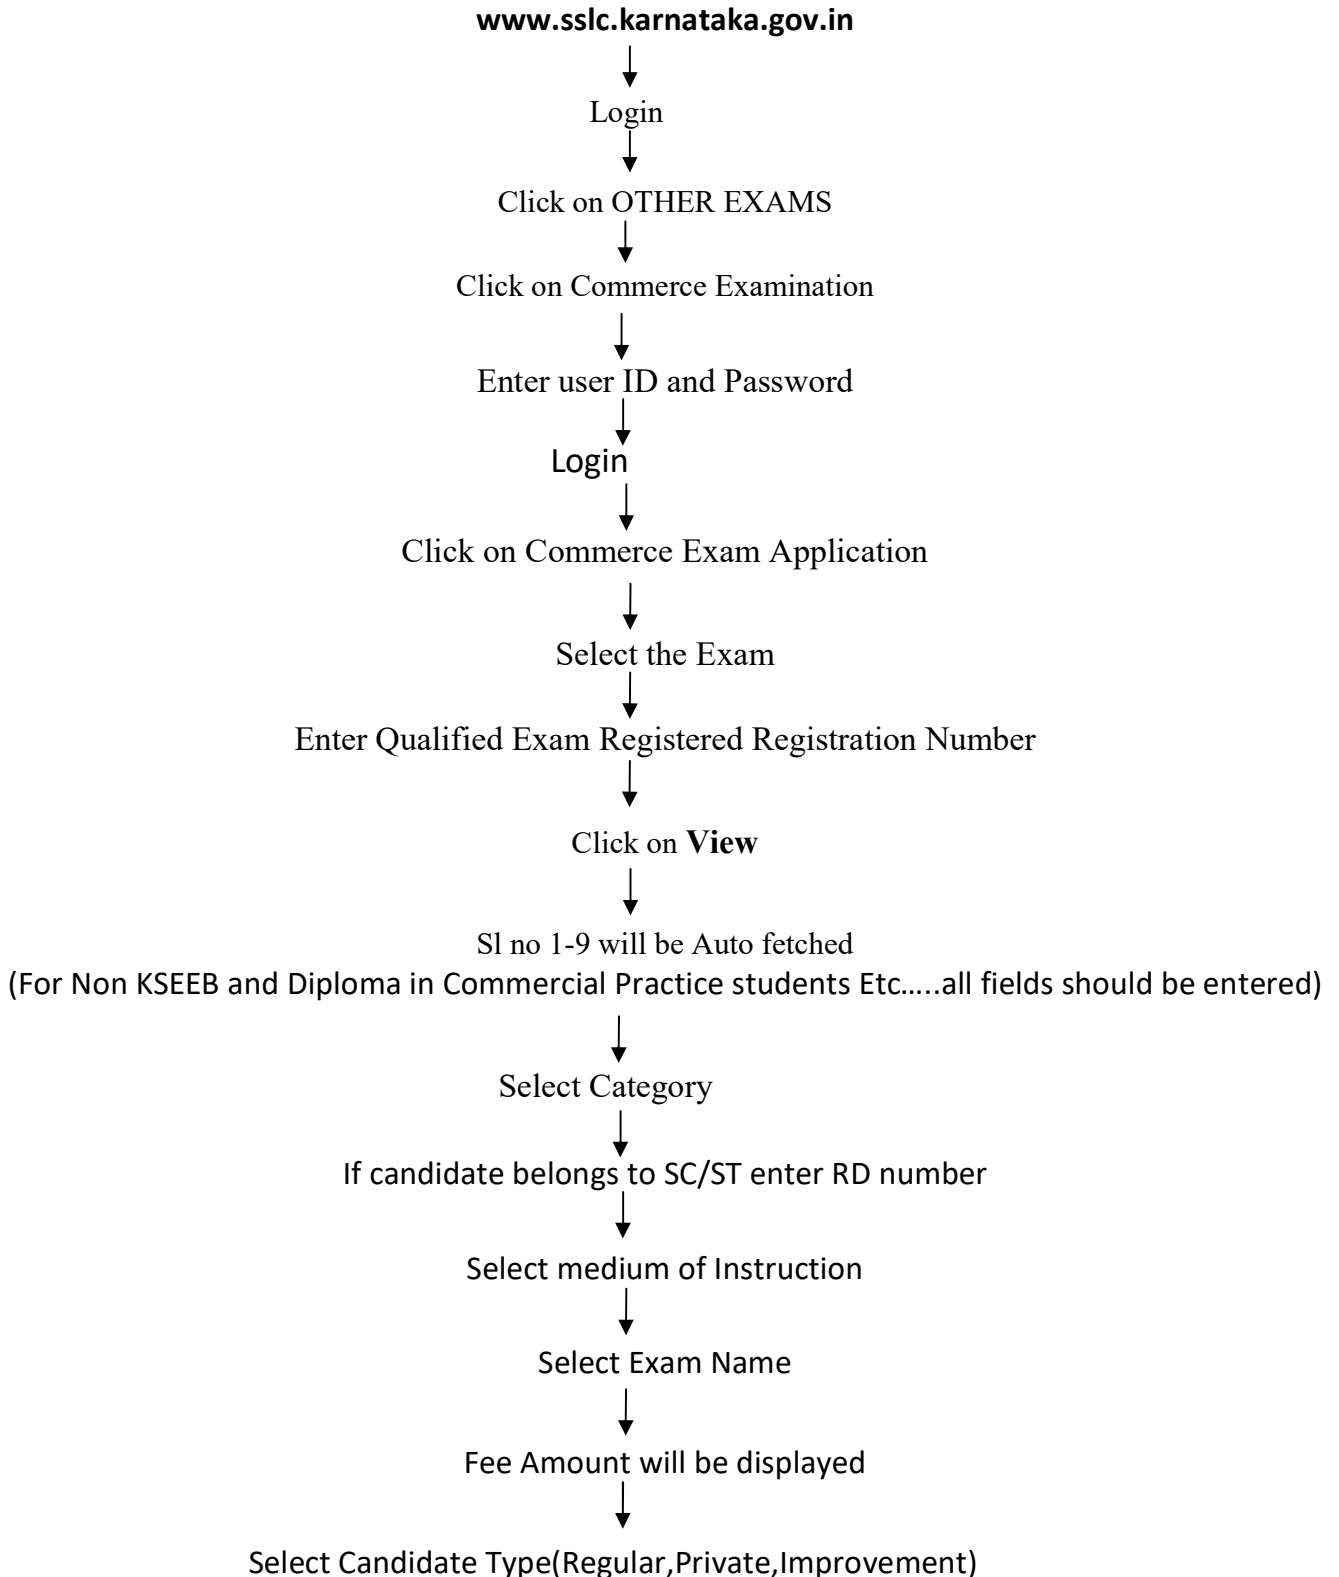 www.sslc.karnataka.gov.in
Login
Click on OTHER EXAMS
Click on Commerce Examination
Enter user ID and Password
Login
Click on Commerce Exam Application
Select the Exam
Enter Qualified Exam Registered Registration Number
Click on View
Sl no 1-9 will be Auto fetched
(For Non KSEEB and Diploma in Commercial Practice students Etc.....all fields should be entered)
Select Category
If candidate belongs to SC/ST enter RD number
Select medium of Instruction
Select Exam Name
Fee Amount will be displayed
Select Candidate Type(Regular,Private,Improvement)